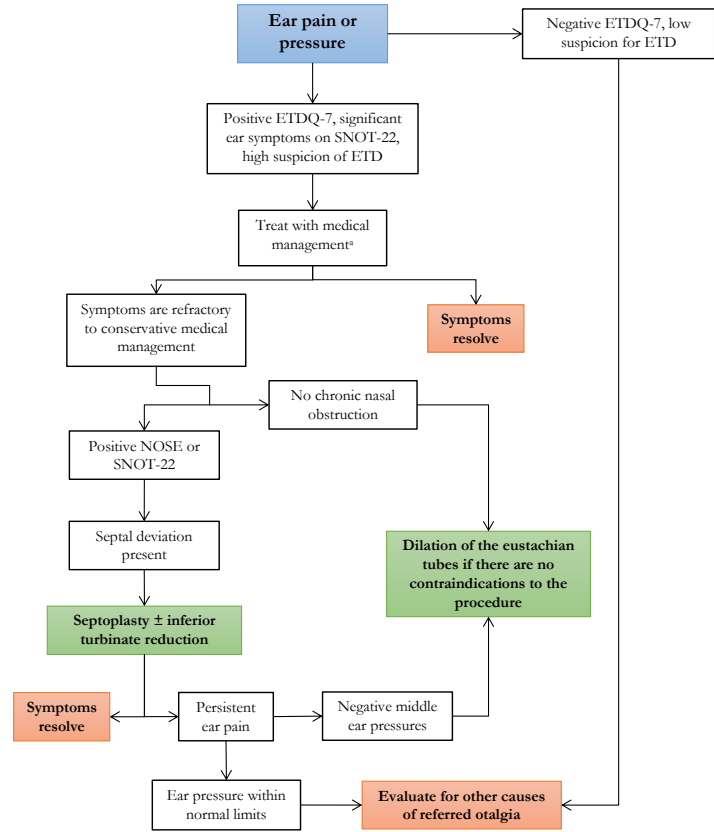 Ear pain or
pressure
Negative ETDQ-7, low
suspicion for ETD
Positive ETDQ-7, significant
ear symptoms on SNOT-22,
high suspicion of ETD
Treat with medical
managementᵃ
Symptoms are refractory
to conservative medical
management
Symptoms
resolve
No chronic nasal
obstruction
Positive NOSE or
SNOT-22
Septal deviation
present
Dilation of the eustachian
tubes if there are no
contraindications to the
procedure
Septoplasty ± inferior
turbinate reduction
Symptoms
resolve
Persistent
ear pain
Negative middle
ear pressures
Ear pressure within
normal limits
Evaluate for other causes
of referred otalgia